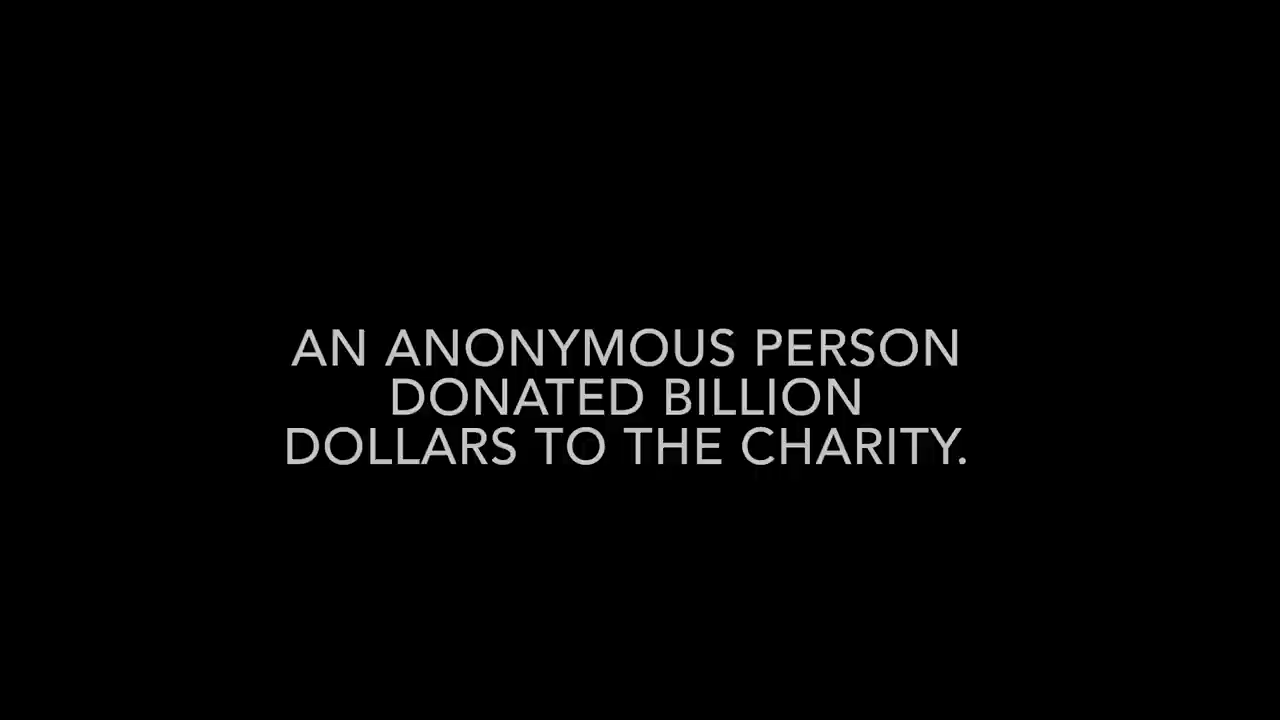 AN ANONYMOUS PERSON
DONATED BILLION
DOLLARS TO THE CHARITY.